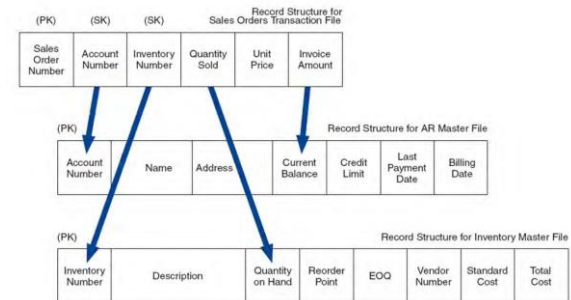 Record Structure for
(PK) (SK) (SK) Sales Orders Transaction File
Sales Order Number
Account Number
Inventory Number
Quantity Sold
Unit Price
Invoice Amount
(PK) Record Structure for AR Master File
Account Number
Name
Address
Current Balance
Credit Limit
Last Payment Date
Billing Date
(PK) Record Structure for Inventory Master File
Inventory Number
Description
Quantity on Hand
Reorder Point
EOQ
Vendor Number
Standard Cost
Total Cost